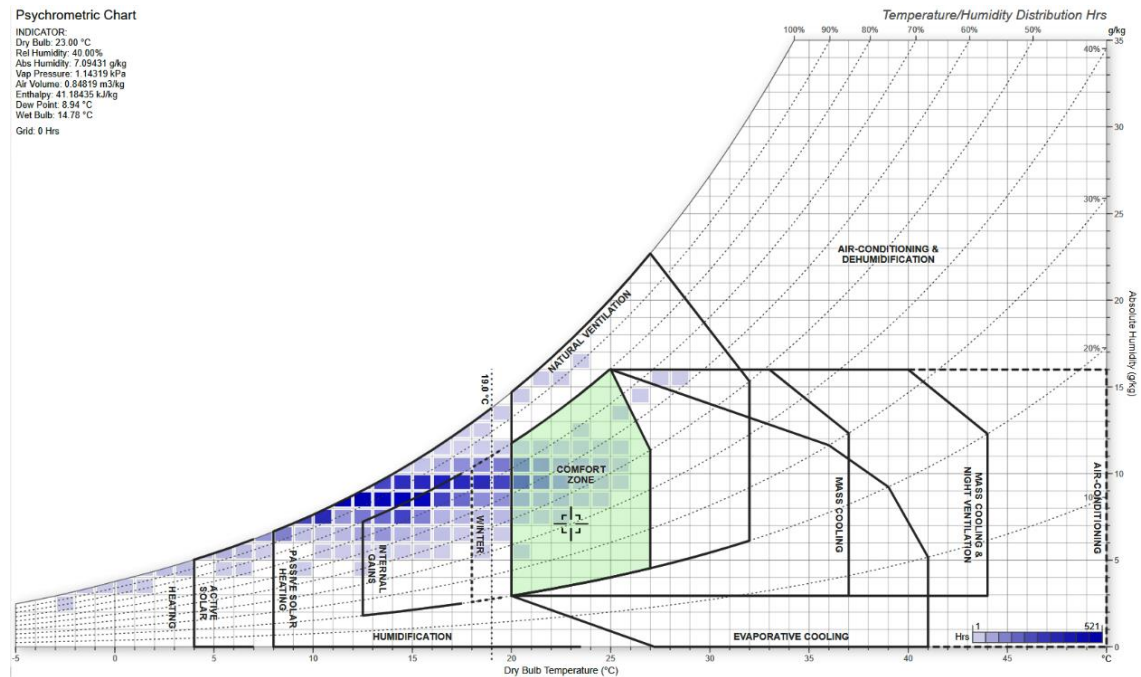 Psychrometric Chart
INDICATOR:
Dry Bulb: 23.00 °C
Rel Humidity: 40.00%
Abs Humidity: 7.09431 g/kg
Vap Pressure: 1.14319 kPa
Air Volume: 0.84819 m3/kg
Enthalpy: 41.18435 kJ/kg
Dew Point: 8.94 °C
Wet Bulb: 14.78 °C
Grid: 0 Hrs
Temperature/Humidity Distribution Hrs
100% 90% 80% 70% 60% 50%
g/kg
40%
30%
20%
10%
35
30
25
20
15
10
5
0
Absolute Humidity (g/kg)
AIR-CONDITIONING &
DEHUMIDIFICATION
NATURAL VENTILATION
19.0 °C
COMFORT
ZONE
WINTER
INTERNAL
GAINS
PASSIVE SOLAR
HEATING
ACTIVE
SOLAR
HEATING
MASS COOLING
MASS COOLING &
NIGHT VENTILATION
AIR-CONDITIONING
HUMIDIFICATION
EVAPORATIVE COOLING
Hrs 1 521
-5 0 5 10 15 20 25 30 35 40 45 °C
Dry Bulb Temperature (°C)